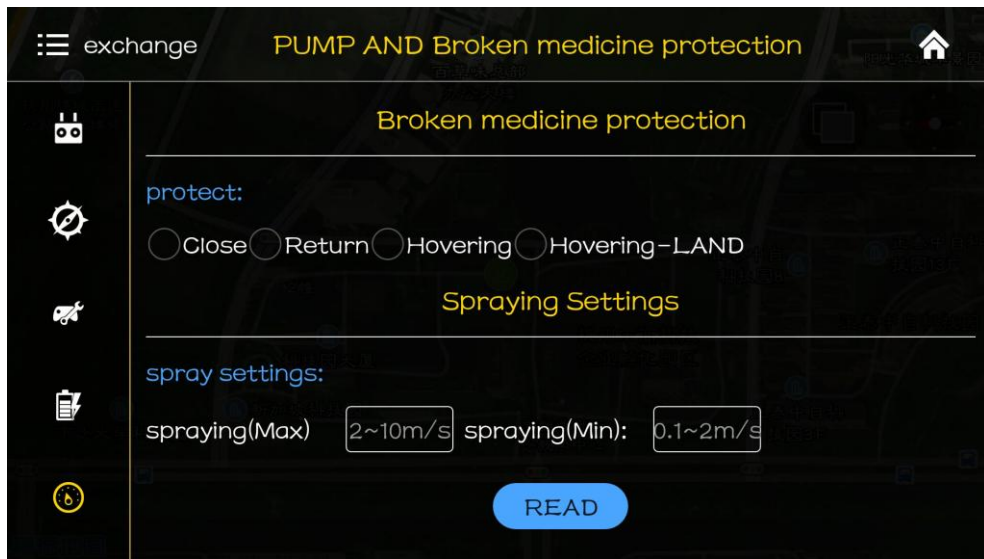 exchange PUMP AND Broken medicine protection
Broken medicine protection
protect:
Close Return Hovering Hovering-LAND
Spraying Settings
spray settings:
spraying(Max) 2~10m/s spraying(Min): 0.1~2m/s
READ